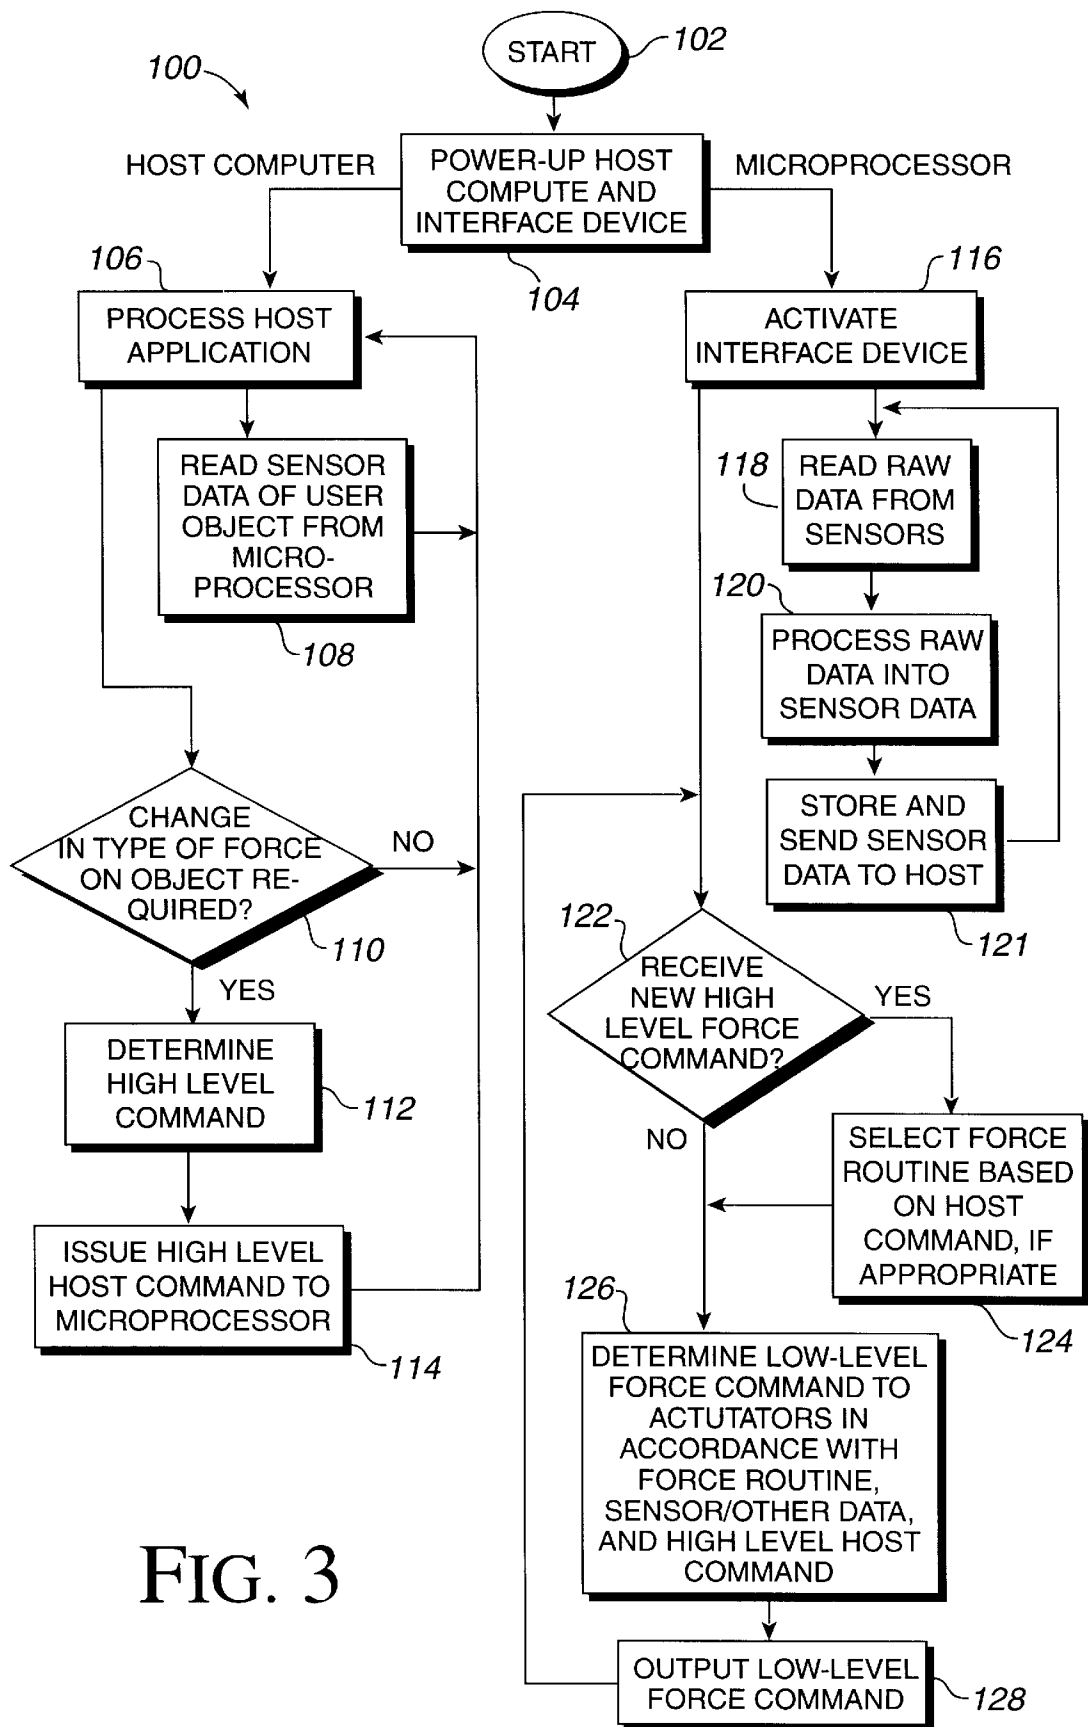 START
102
100
HOST COMPUTER
POWER-UP HOST
COMPUTE AND
INTERFACE DEVICE
MICROPROCESSOR
104
106
PROCESS HOST
APPLICATION
READ SENSOR
DATA OF USER
OBJECT FROM
MICRO-
PROCESSOR
108
CHANGE
IN TYPE OF FORCE
ON OBJECT RE-
QUIRED?
NO
110
YES
DETERMINE
HIGH LEVEL
COMMAND
112
ISSUE HIGH LEVEL
HOST COMMAND TO
MICROPROCESSOR
114
116
ACTIVATE
INTERFACE DEVICE
118
READ RAW
DATA FROM
SENSORS
120
PROCESS RAW
DATA INTO
SENSOR DATA
STORE AND
SEND SENSOR
DATA TO HOST
121
122
RECEIVE
NEW HIGH
LEVEL FORCE
COMMAND?
YES
NO
SELECT FORCE
ROUTINE BASED
ON HOST
COMMAND, IF
APPROPRIATE
124
126
DETERMINE LOW-LEVEL
FORCE COMMAND TO
ACTUTATORS IN
ACCORDANCE WITH
FORCE ROUTINE,
SENSOR/OTHER DATA,
AND HIGH LEVEL HOST
COMMAND
OUTPUT LOW-LEVEL
FORCE COMMAND
128
FIG. 3